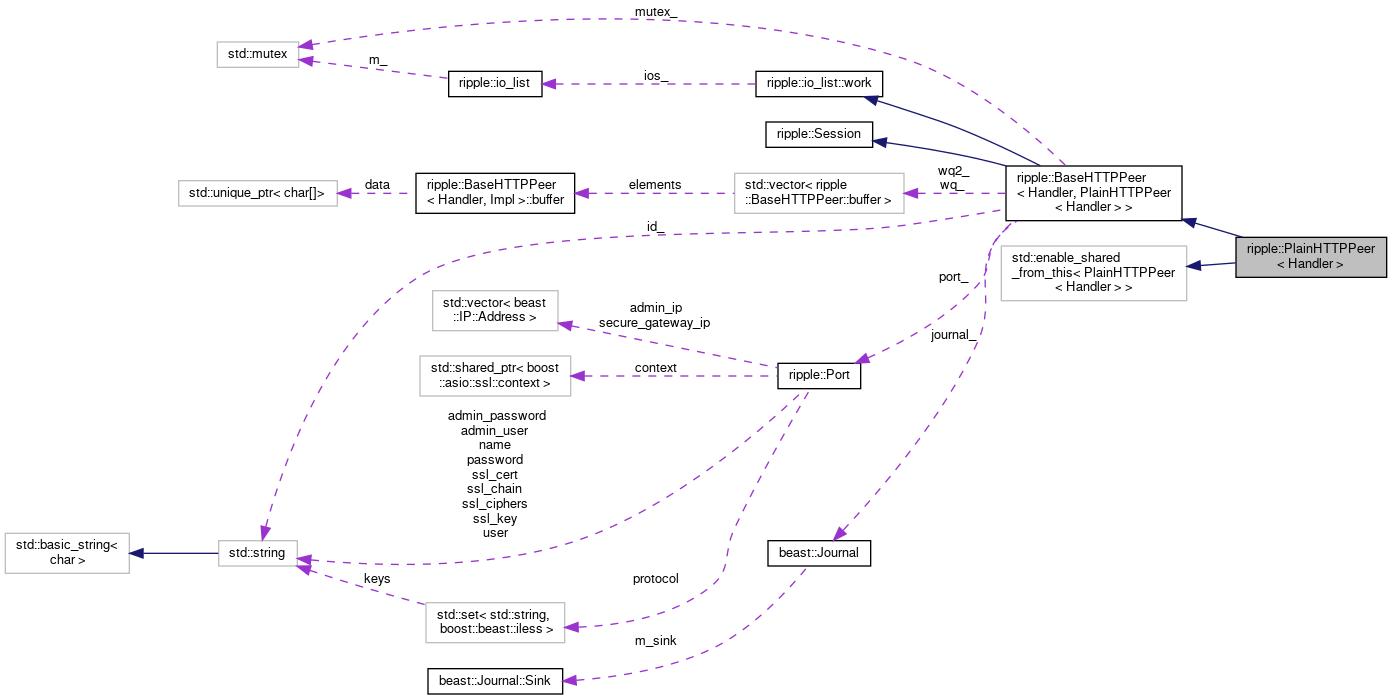 mutex_
std::mutex
m_
ripple::io_list
ios_
ripple::io_list::work
ripple::Session
std::unique_ptr< char[]>
data
ripple::BaseHTTPPeer
< Handler, Impl >::buffer
elements
std::vector< ripple
::BaseHTTPPeer::buffer >
wq2_
wq_
ripple::BaseHTTPPeer
< Handler, PlainHTTPPeer
< Handler > >
id_
ripple::PlainHTTPPeer
< Handler >
std::enable_shared
_from_this< PlainHTTPPeer
< Handler > >
port_
std::vector< beast
::IP::Address >
admin_ip
secure_gateway_ip
journal_
std::shared_ptr< boost
::asio::ssl::context >
context
ripple::Port
admin_password
admin_user
name
password
ssl_cert
ssl_chain
ssl_ciphers
ssl_key
user
std::basic_string<
char >
std::string
beast::Journal
keys
protocol
std::set< std::string,
boost::beast::iless >
m_sink
beast::Journal::Sink